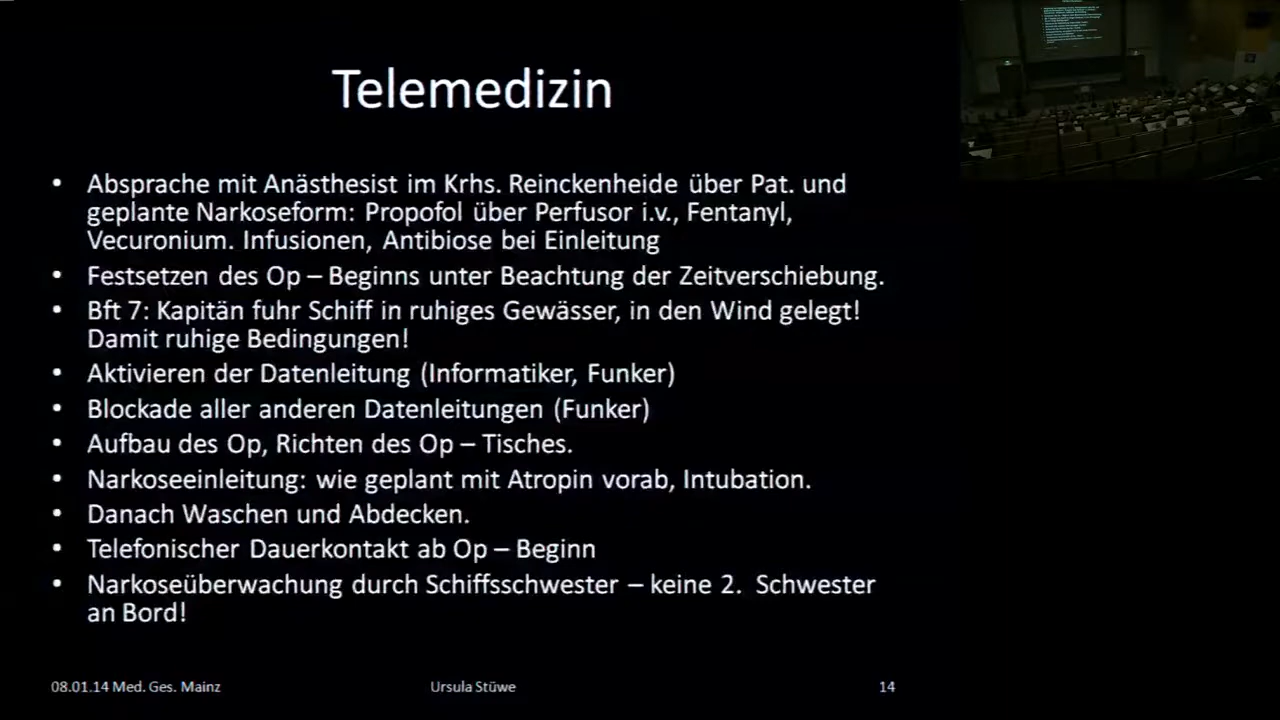 Telemedizin
• Absprache mit Anästhesist im Krhs. Reinckenheide über Pat. und
geplante Narkoseform: Propofol über Perfusor i.v., Fentanyl,
Vecuronium. Infusionen, Antibiose bei Einleitung
• Festsetzen des Op – Beginns unter Beachtung der Zeitverschiebung.
• Bft 7: Kapitän fuhr Schiff in ruhiges Gewässer, in den Wind gelegt!
Damit ruhige Bedingungen!
• Aktivieren der Datenleitung (Informatiker, Funker)
• Blockade aller anderen Datenleitungen (Funker)
• Aufbau des Op, Richten des Op – Tisches.
• Narkoseeinleitung: wie geplant mit Atropin vorab, Intubation.
• Danach Waschen und Abdecken.
• Telefonischer Dauerkontakt ab Op – Beginn
• Narkoseüberwachung durch Schiffsschwester – keine 2. Schwester
an Bord!
08.01.14 Med. Ges. Mainz
Ursula Stüwe
14